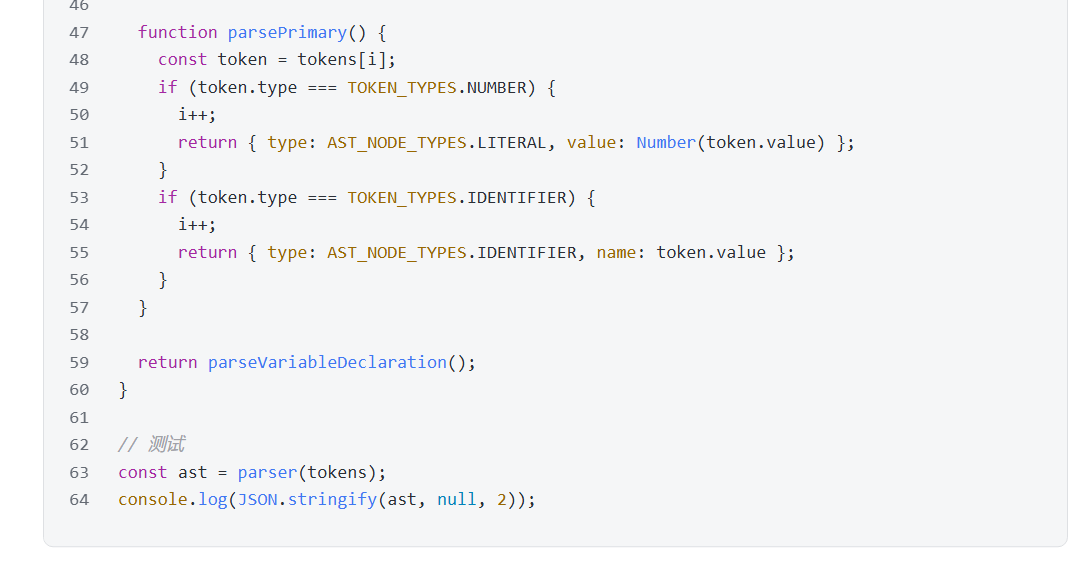 46
47 function parsePrimary() {
48 const token = tokens[i];
49 if (token.type === TOKEN_TYPES.NUMBER) {
50 i++;
51 return { type: AST_NODE_TYPES.LITERAL, value: Number(token.value) };
52 }
53 if (token.type === TOKEN_TYPES.IDENTIFIER) {
54 i++;
55 return { type: AST_NODE_TYPES.IDENTIFIER, name: token.value };
56 }
57 }
58
59 return parseVariableDeclaration();
60 }
61
62 // 测试
63 const ast = parser(tokens);
64 console.log(JSON.stringify(ast, null, 2));